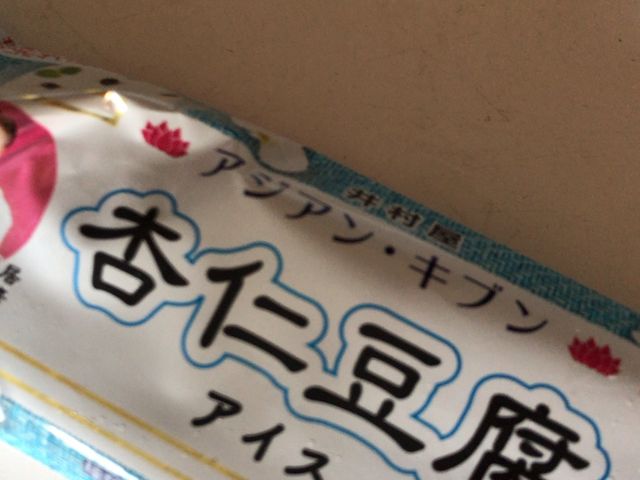 井村屋
アジアン・キブン
杏仁豆腐
アイス